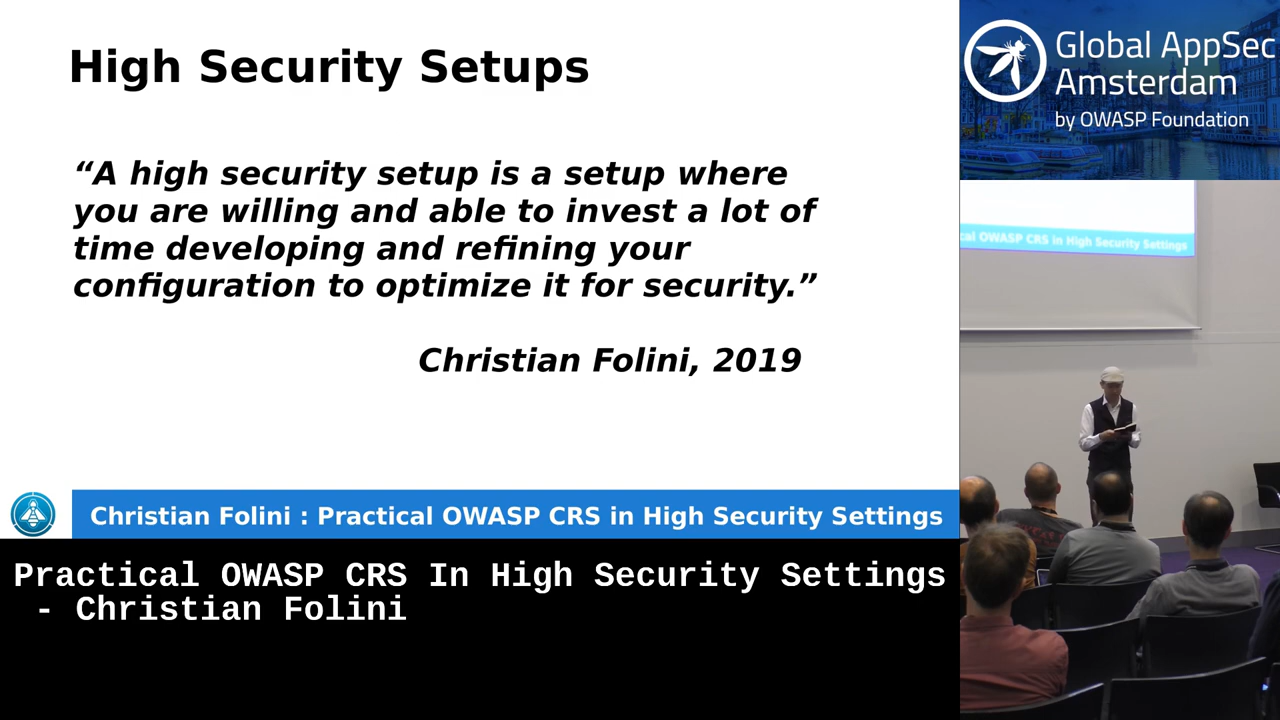 High Security Setups
“A high security setup is a setup where
you are willing and able to invest a lot of
time developing and refining your
configuration to optimize it for security.”
Christian Folini, 2019
Christian Folini : Practical OWASP CRS in High Security Settings
Practical OWASP CRS In High Security Settings
- Christian Folini
Global AppSec
Amsterdam
by OWASP Foundation
cal OWASP CRS in High Security Settings